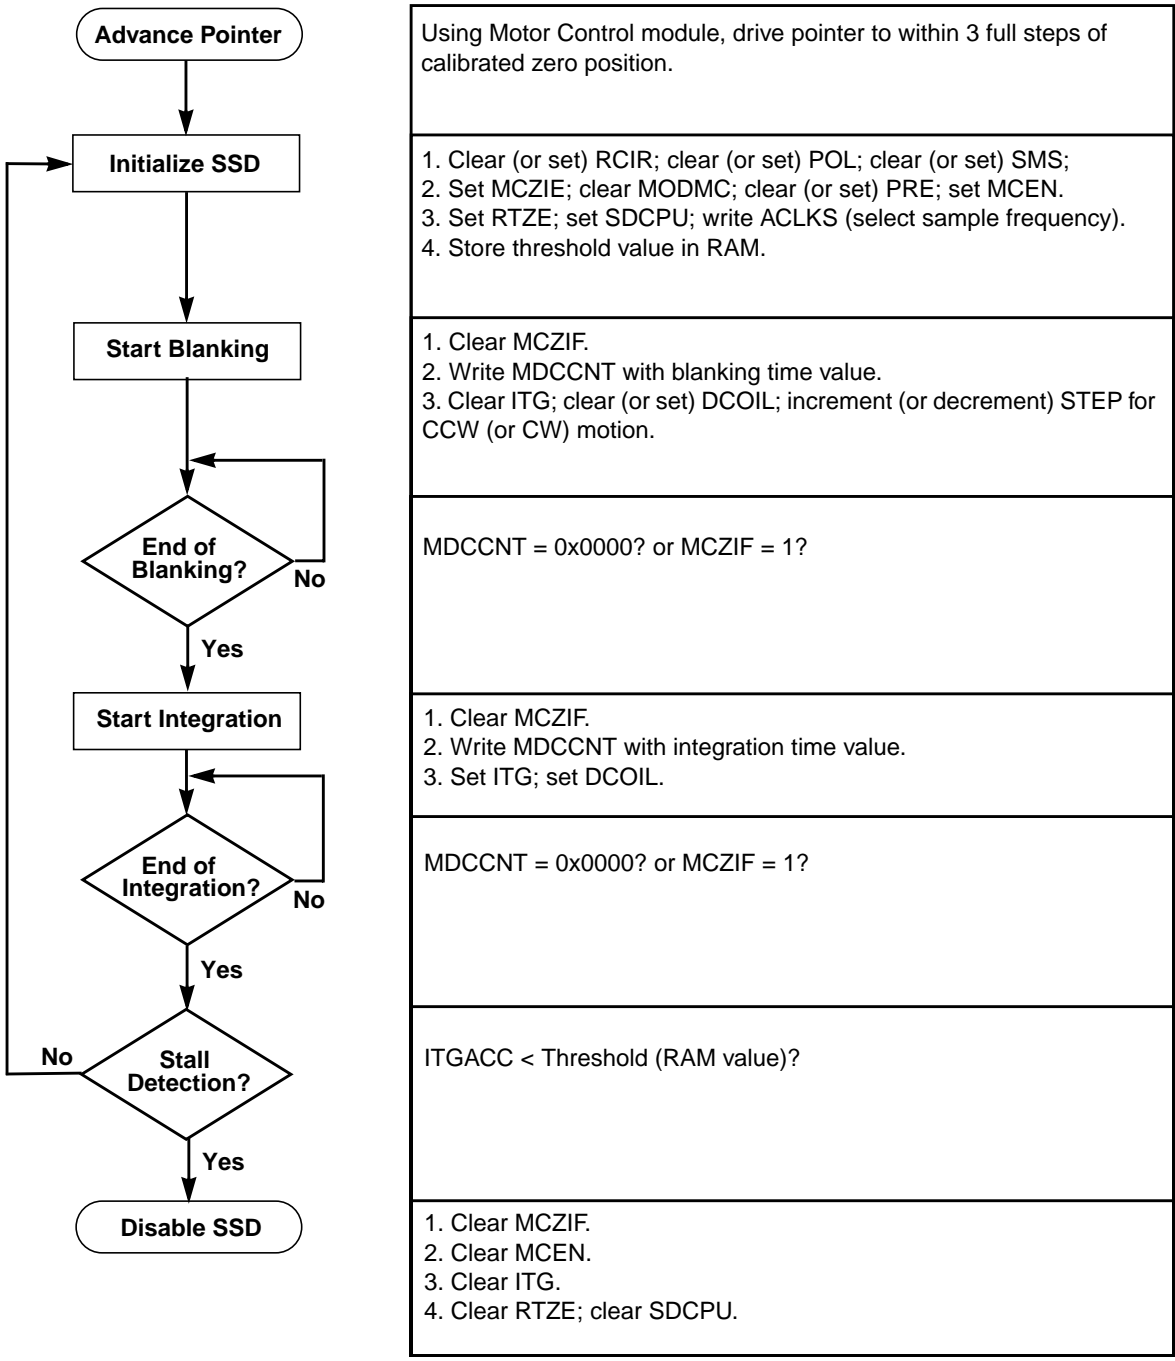 Advance Pointer
Using Motor Control module, drive pointer to within 3 full steps of
calibrated zero position.
Initialize SSD
1. Clear (or set) RCIR; clear (or set) POL; clear (or set) SMS;
2. Set MCZIE; clear MODMC; clear (or set) PRE; set MCEN.
3. Set RTZE; set SDCPU; write ACLKS (select sample frequency).
4. Store threshold value in RAM.
Start Blanking
1. Clear MCZIF.
2. Write MDCCNT with blanking time value.
3. Clear ITG; clear (or set) DCOIL; increment (or decrement) STEP for
CCW (or CW) motion.
End of
Blanking?
No
Yes
MDCCNT = 0x0000? or MCZIF = 1?
Start Integration
1. Clear MCZIF.
2. Write MDCCNT with integration time value.
3. Set ITG; set DCOIL.
End of
Integration?
No
Yes
MDCCNT = 0x0000? or MCZIF = 1?
No
Stall
Detection?
Yes
ITGACC < Threshold (RAM value)?
Disable SSD
1. Clear MCZIF.
2. Clear MCEN.
3. Clear ITG.
4. Clear RTZE; clear SDCPU.